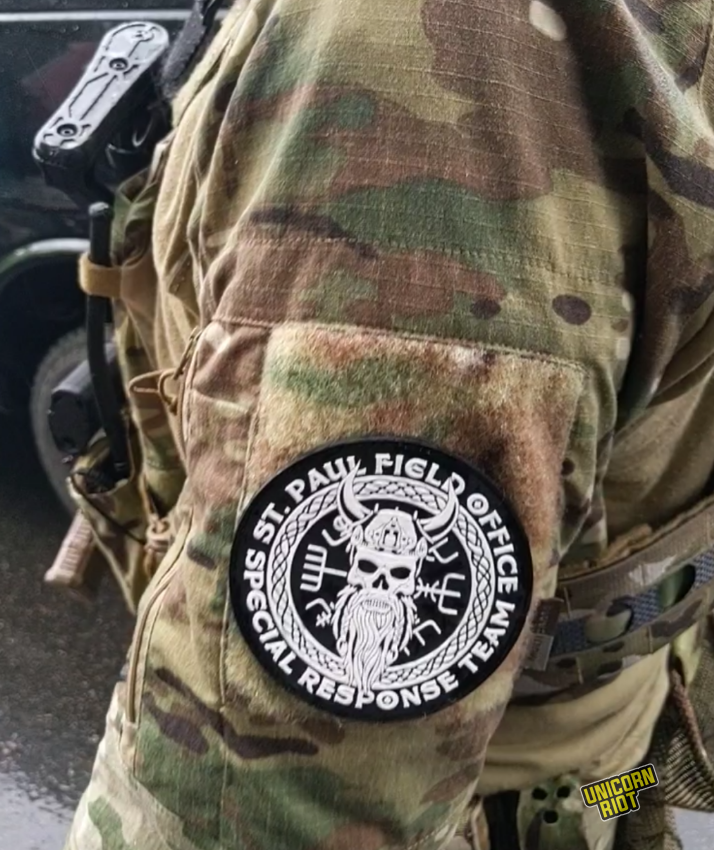 ST. PAUL FIELD OFFICE
SPECIAL RESPONSE TEAM
UNICORN
RIOT